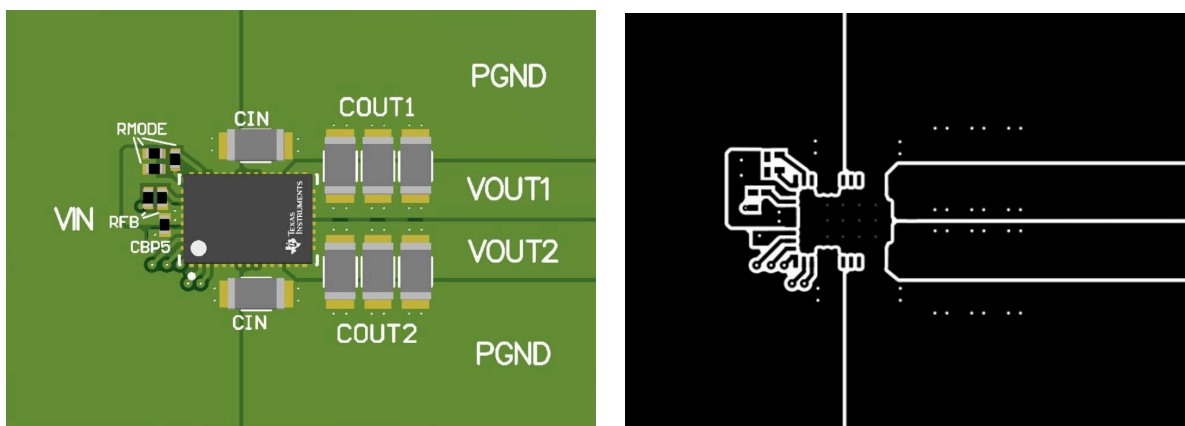 PGND
COUT1
CIN
RMODE
VOUT1
VIN
RFB
TEXAS
INSTRUMENTS
CBP5
VOUT2
CIN
COUT2
PGND